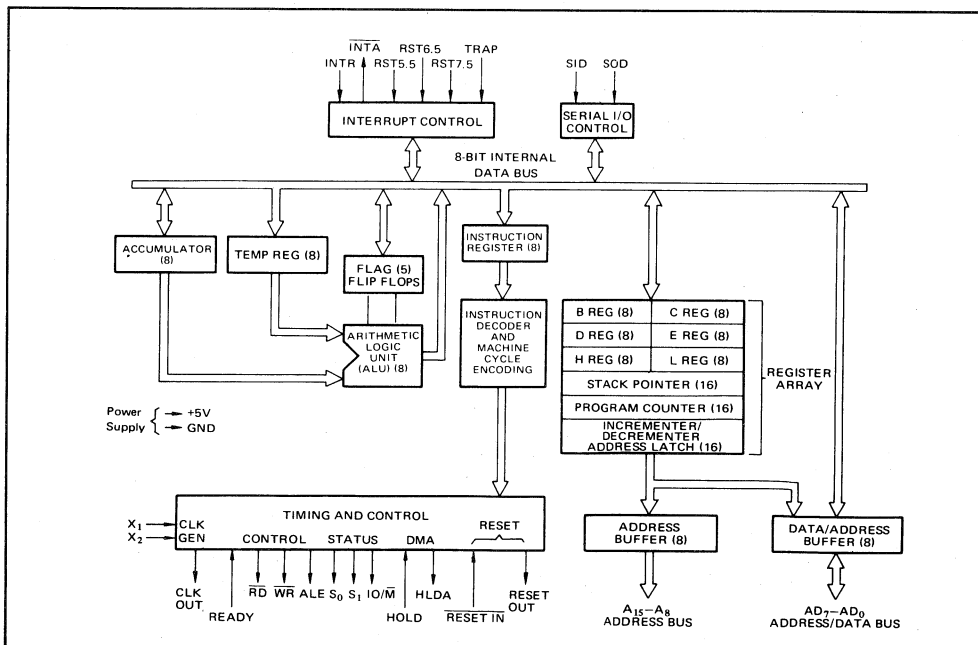 INTA RST6.5 TRAP
INTR RST5.5 RST7.5
SID SOD
INTERRUPT CONTROL
SERIAL I/O
CONTROL
8-BIT INTERNAL
DATA BUS
ACCUMULATOR
(8)
TEMP REG (8)
FLAG (5)
FLIP FLOPS
INSTRUCTION
REGISTER (8)
ARITHMETIC
LOGIC
UNIT
(ALU) (8)
INSTRUCTION
DECODER
AND
MACHINE
CYCLE
ENCODING
B REG (8) C REG (8)
D REG (8) E REG (8)
H REG (8) L REG (8)
STACK POINTER (16)
PROGRAM COUNTER (16)
INCREMENTER/
DECREMENTER
ADDRESS LATCH (16)
REGISTER
ARRAY
Power +5V
Supply GND
TIMING AND CONTROL
X₁ CLK
X₂ GEN
CONTROL STATUS DMA RESET
CLK
OUT
READY
RD WR ALE S₀ S₁ IO/M̅
HOLD
HLDA
RESET IN
RESET
OUT
ADDRESS
BUFFER (8)
DATA/ADDRESS
BUFFER (8)
A₁₅–A₈
ADDRESS BUS
AD₇–AD₀
ADDRESS/DATA BUS